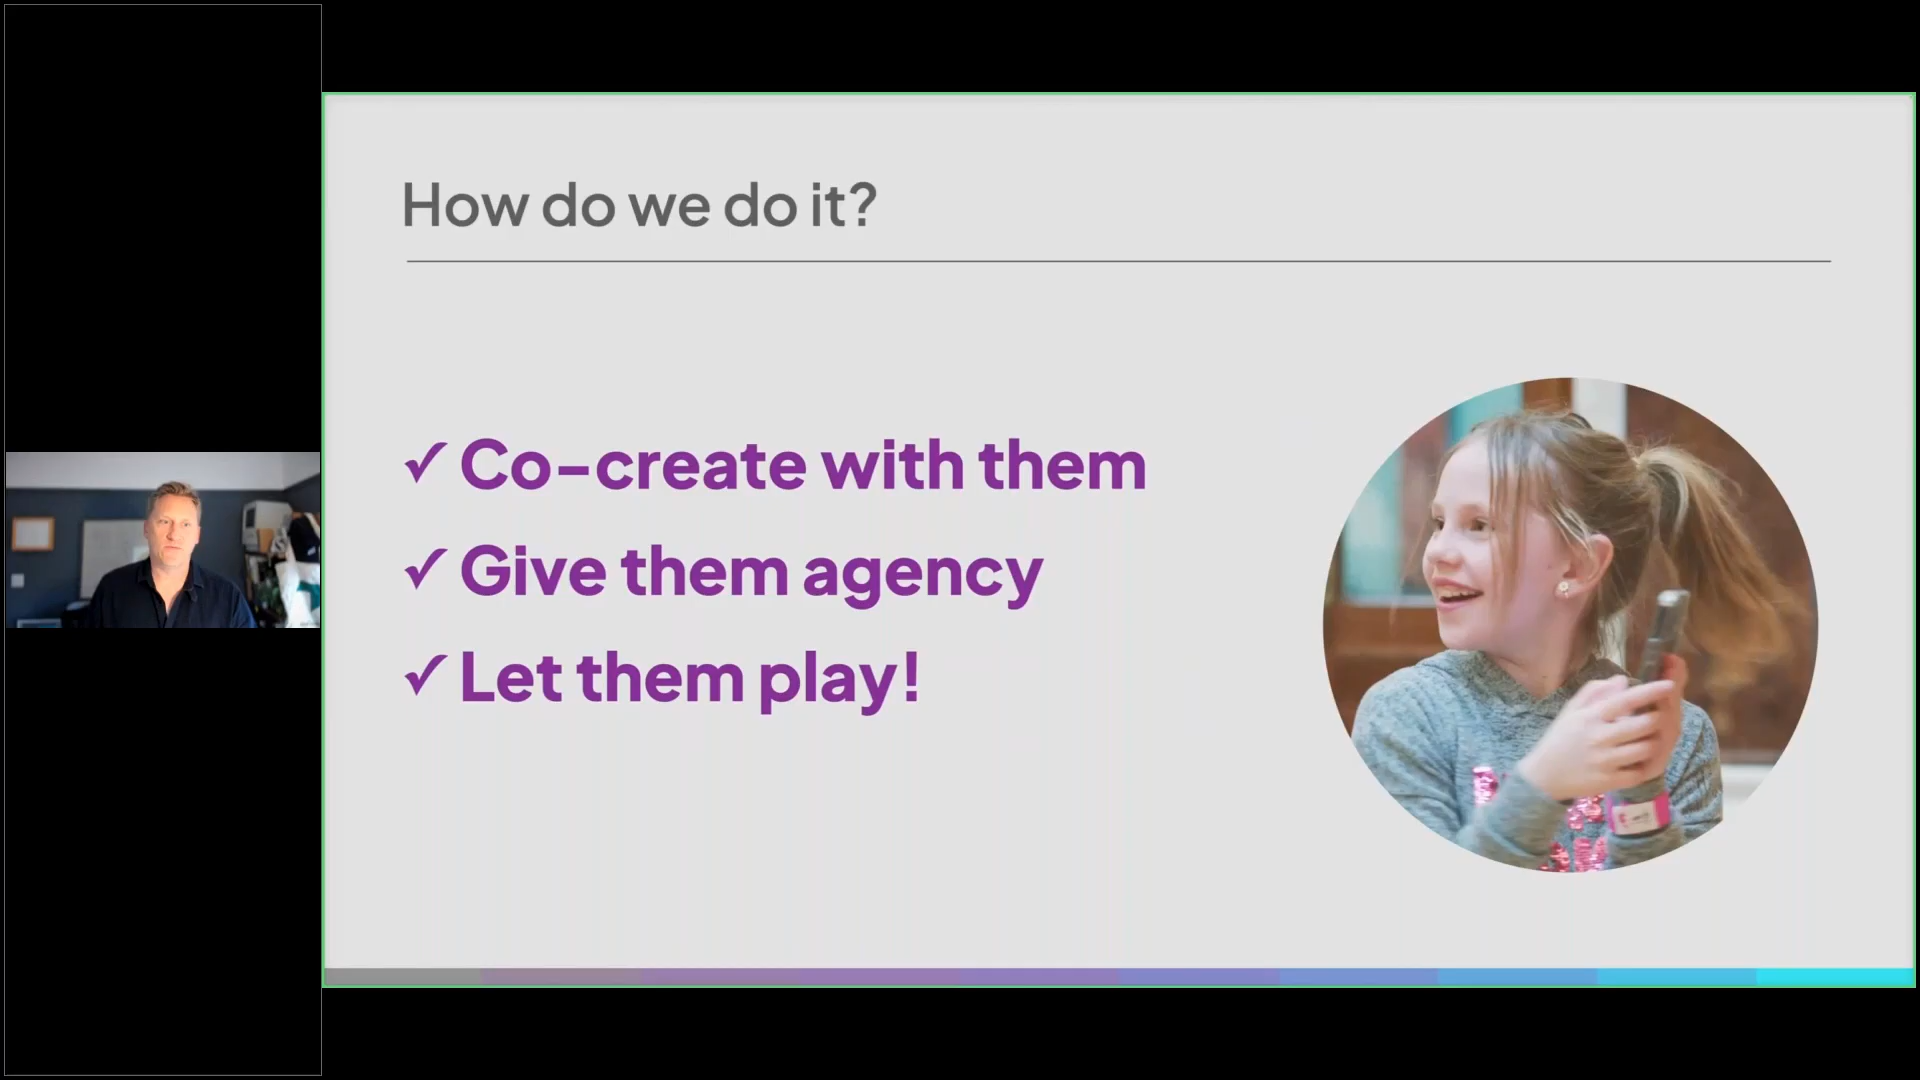 How do we do it?
✓ Co-create with them
✓ Give them agency
✓ Let them play!